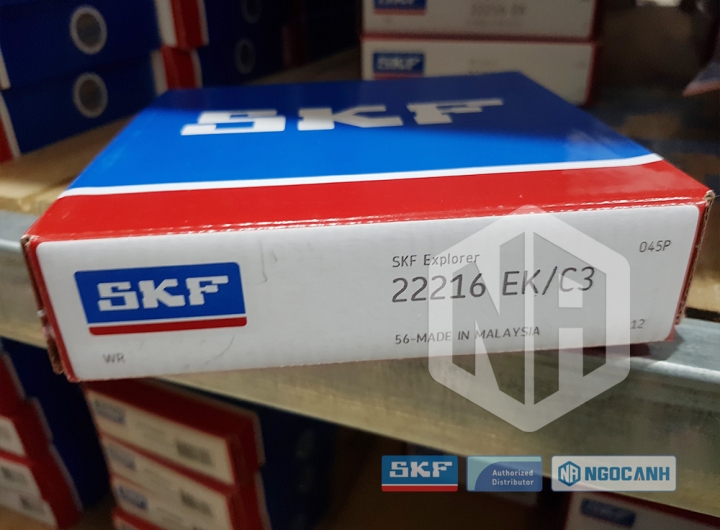 SKF
SKF
SKF Explorer
045P
22216 EK/C3
56-MADE IN MALAYSIA
12
WR
SKF
Authorized
Distributor
NGOCANH